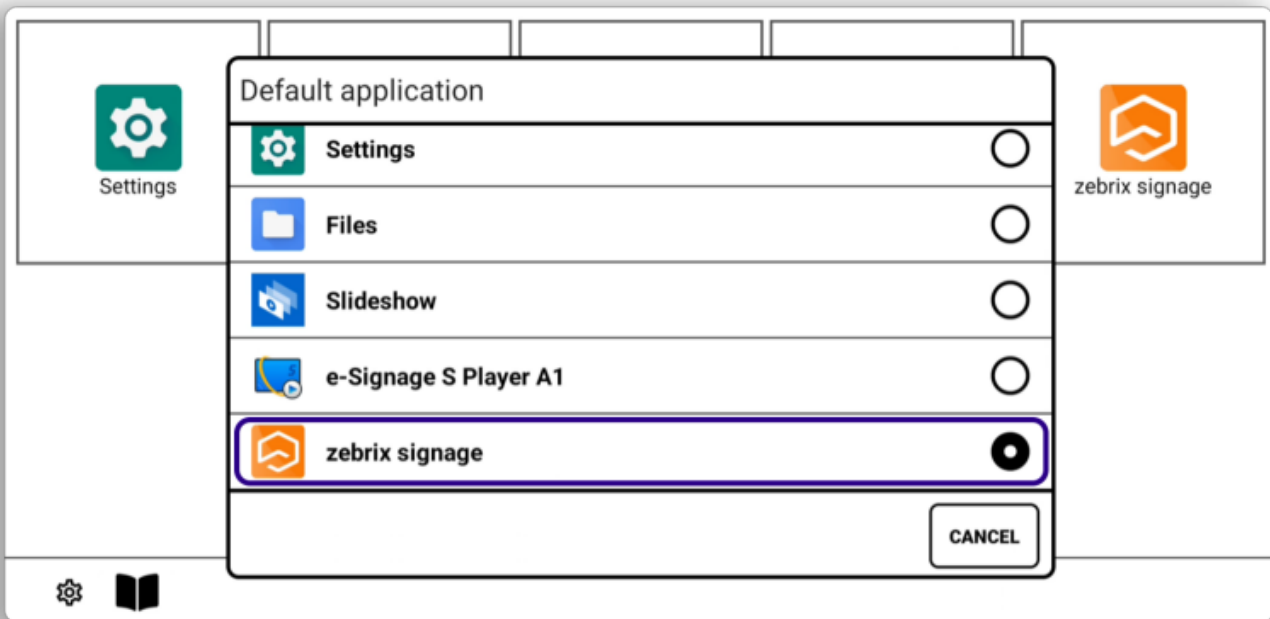 Default application
Settings
Settings
zebrix signage
Files
Slideshow
e-Signage S Player A1
zebrix signage
CANCEL